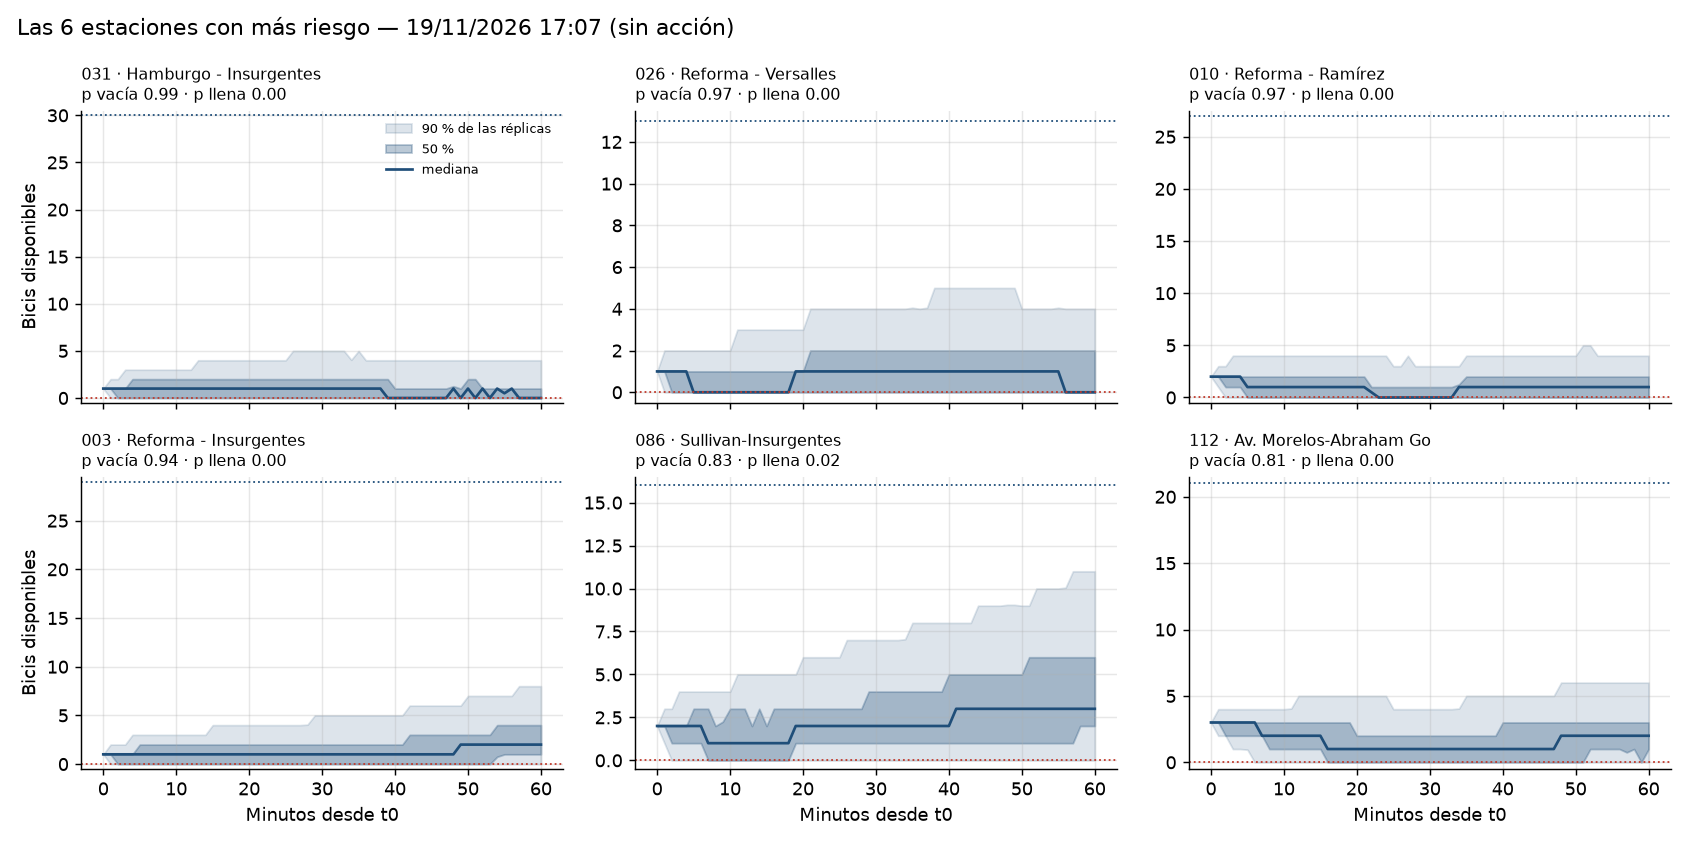 Las 6 estaciones con más riesgo — 19/11/2026 17:07 (sin acción)
031 · Hamburgo - Insurgentes
p vacía 0.99 · p llena 0.00
30
25
20
15
10
5
0
Bicis disponibles
90 % de las réplicas
50 %
mediana
026 · Reforma - Versalles
p vacía 0.97 · p llena 0.00
12
10
8
6
4
2
0
010 · Reforma - Ramírez
p vacía 0.97 · p llena 0.00
25
20
15
10
5
0
003 · Reforma - Insurgentes
p vacía 0.94 · p llena 0.00
25
20
15
10
5
0
Bicis disponibles
0 10 20 30 40 50 60
Minutos desde t0
086 · Sullivan-Insurgentes
p vacía 0.83 · p llena 0.02
15.0
12.5
10.0
7.5
5.0
2.5
0.0
0 10 20 30 40 50 60
Minutos desde t0
112 · Av. Morelos-Abraham Go
p vacía 0.81 · p llena 0.00
20
15
10
5
0
0 10 20 30 40 50 60
Minutos desde t0